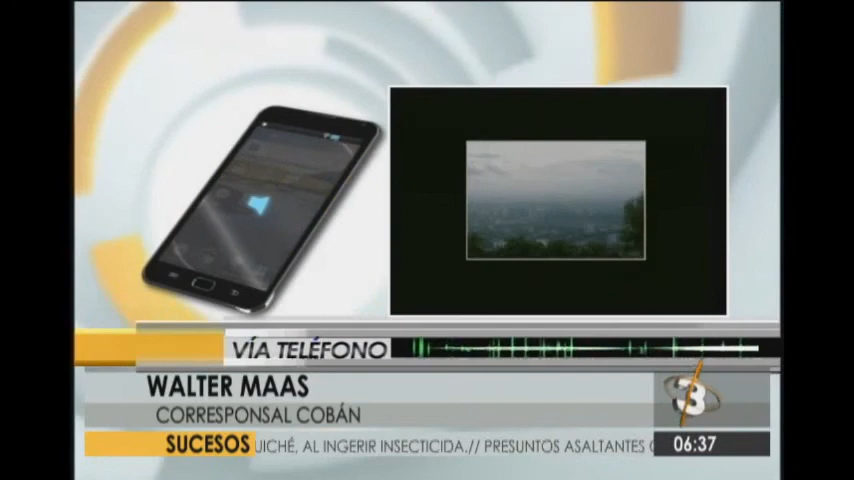 VÍA TELÉFONO
WALTER MAAS
CORRESPONSAL COBÁN
3
SUCESOS
UICHÉ, AL INGERIR INSECTICIDA.// PRESUNTOS ASALTANTES
06:37